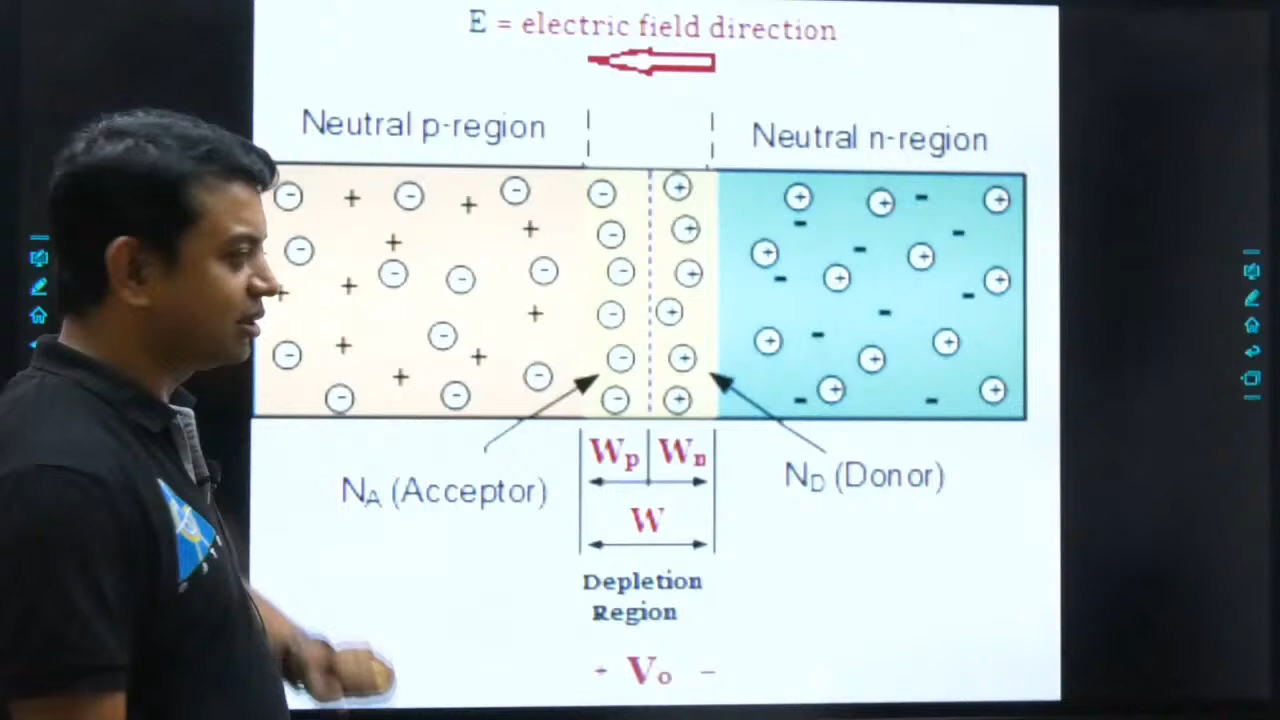 E = electric field direction
Neutral p-region
Neutral n-region
Wp Wn
NA (Acceptor)
ND (Donor)
W
Depletion
Region
+ Vo −